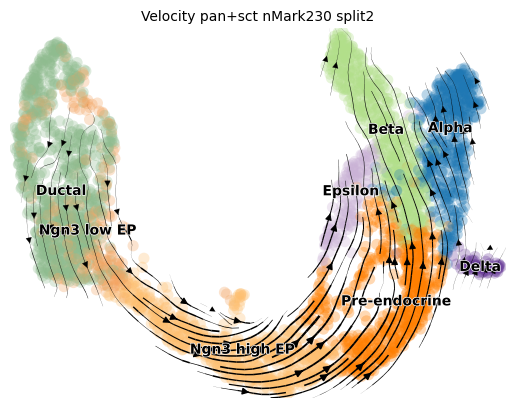 Velocity pan+sct nMark230 split2
Beta
Alpha
Ductal
Epsilon
Ngn3 low EP
Delta
Pre-endocrine
Ngn3 high EP